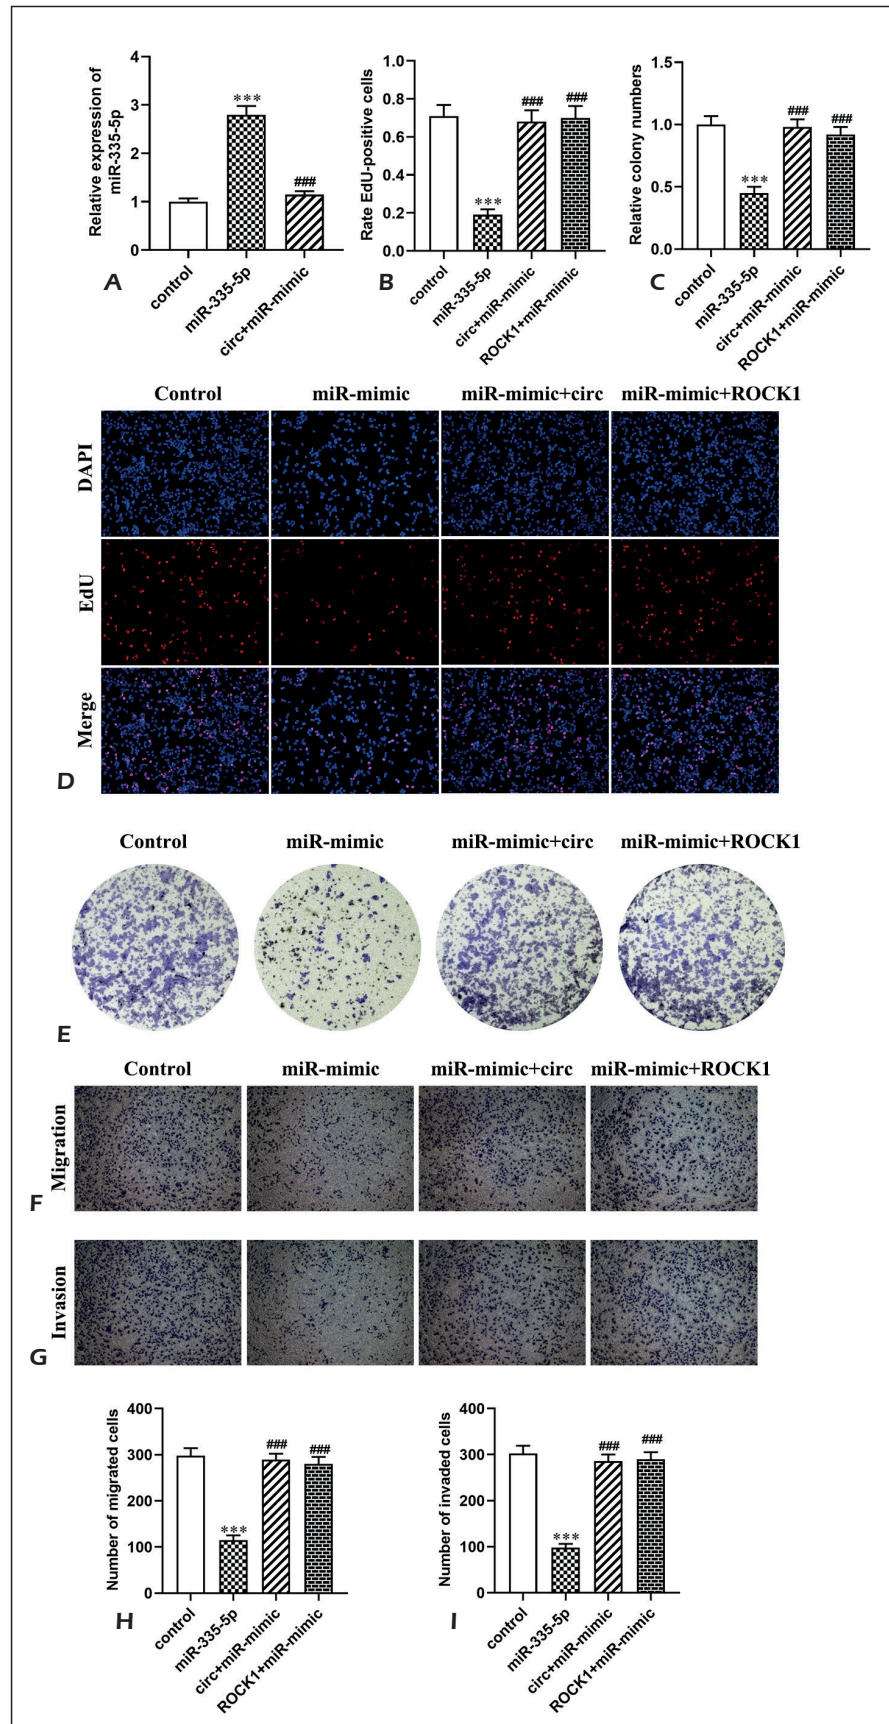 Relative expression of
miR-335-5p
4
3
2
1
0
***
###
control
miR-335-5p
circ+miR-mimic
A
Rate EdU-positive cells
1.0
0.8
0.6
0.4
0.2
0.0
***
###
###
control
miR-335-5p
circ+miR-mimic
ROCK1+miR-mimic
B
Relative colony numbers
1.5
1.0
0.5
0.0
***
###
###
control
miR-335-5p
circ+miR-mimic
ROCK1+miR-mimic
C
Control miR-mimic miR-mimic+circ miR-mimic+ROCK1
DAPI
EdU
Merge
D
Control miR-mimic miR-mimic+circ miR-mimic+ROCK1
E
Control miR-mimic miR-mimic+circ miR-mimic+ROCK1
Migration
F
Invasion
G
Number of migrated cells
400
300
200
100
0
***
###
###
control
miR-335-5p
circ+miR-mimic
ROCK1+miR-mimic
H
Number of invaded cells
400
300
200
100
0
***
###
###
control
miR-335-5p
circ+miR-mimic
ROCK1+miR-mimic
I